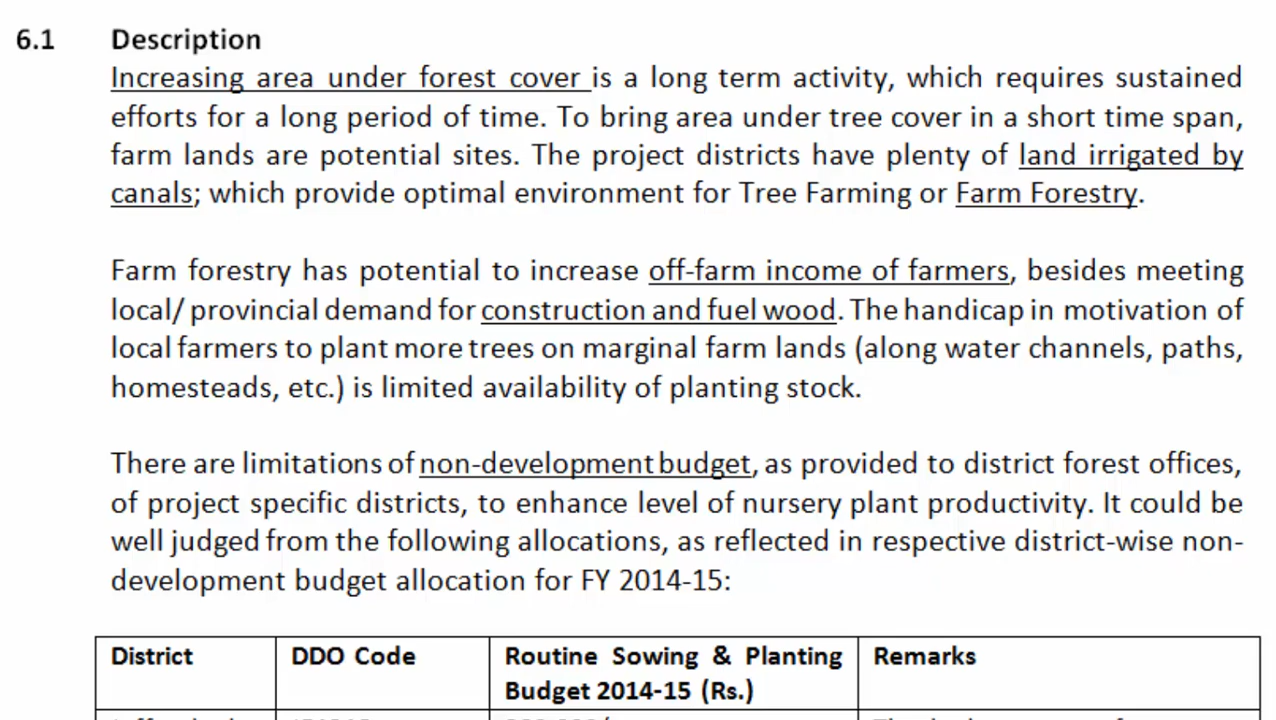 6.1 Description
Increasing area under forest cover is a long term activity, which requires sustained
efforts for a long period of time. To bring area under tree cover in a short time span,
farm lands are potential sites. The project districts have plenty of land irrigated by
canals; which provide optimal environment for Tree Farming or Farm Forestry.
Farm forestry has potential to increase off-farm income of farmers, besides meeting
local/ provincial demand for construction and fuel wood. The handicap in motivation of
local farmers to plant more trees on marginal farm lands (along water channels, paths,
homesteads, etc.) is limited availability of planting stock.
There are limitations of non-development budget, as provided to district forest offices,
of project specific districts, to enhance level of nursery plant productivity. It could be
well judged from the following allocations, as reflected in respective district-wise non-
development budget allocation for FY 2014-15:
District DDO Code Routine Sowing & Planting Remarks
Budget 2014-15 (Rs.)